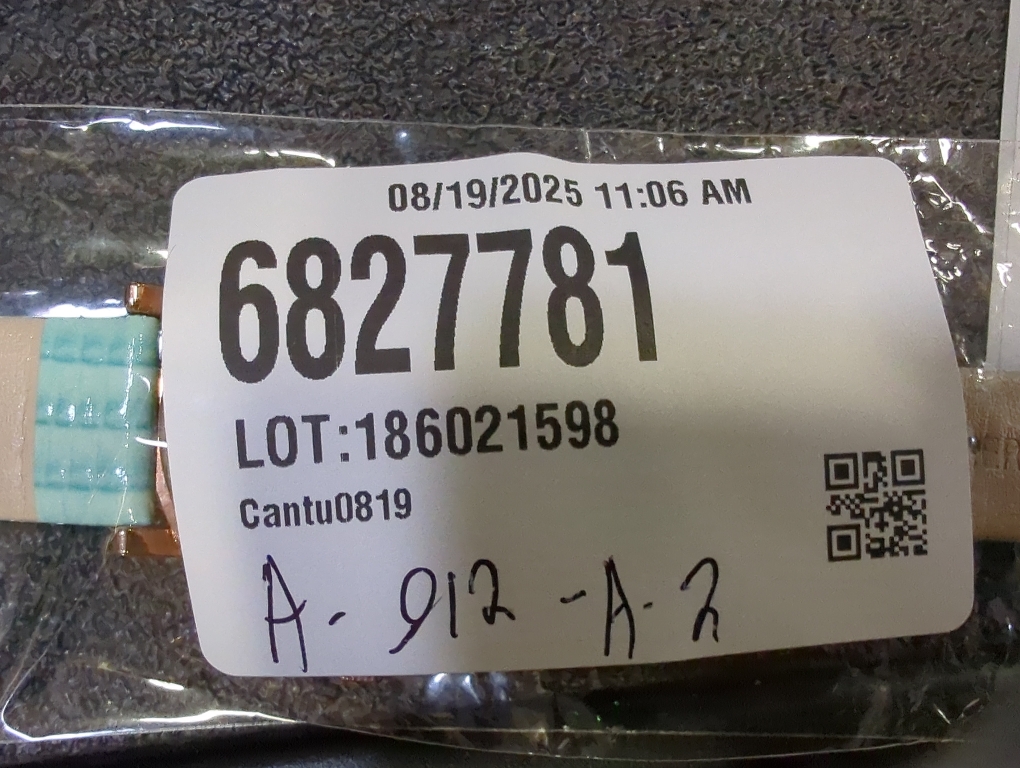 08/19/2025 11:06 AM
6827781
LOT:186021598
Cantu0819
A- 912 -A-2